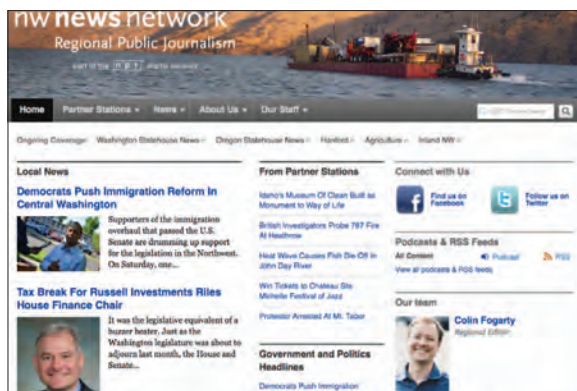 nw news network
Regional Public Journalism
part of the n p r digital network
Home
Partner Stations
News
About Us
Our Staff
Ongoing Coverage:
Washington Statehouse News
Oregon Statehouse News
Hanford
Agriculture
Inland NW
Local News
Democrats Push Immigration Reform In
Central Washington
Supporters of the immigration
overhaul that passed the U.S.
Senate are drumming up support
for the legislation in the Northwest.
On Saturday, one...
Tax Break For Russell Investments Riles
House Finance Chair
It was the legislative equivalent of a
buzzer beater. Just as the
Washington legislature was about to
adjourn last month, the House and
Senate...
From Partner Stations
Idaho's Museum Of Clean Built as
Monument to Way of Life
British Investigators Probe 787 Fire
At Heathrow
Heat Wave Causes Fish Die Off In
John Day River
Win Tickets to Chateau Ste
Michelle Festival of Jazz
Protester Arrested At Mt. Tabor
Government and Politics
Headlines
Democrats Push Immigration
Connect with Us
Find us on
Facebook
Follow us on
Twitter
Podcasts & RSS Feeds
All Content
Podcast
RSS
View all podcasts & RSS feeds
Our team
Colin Fogarty
Regional Editor